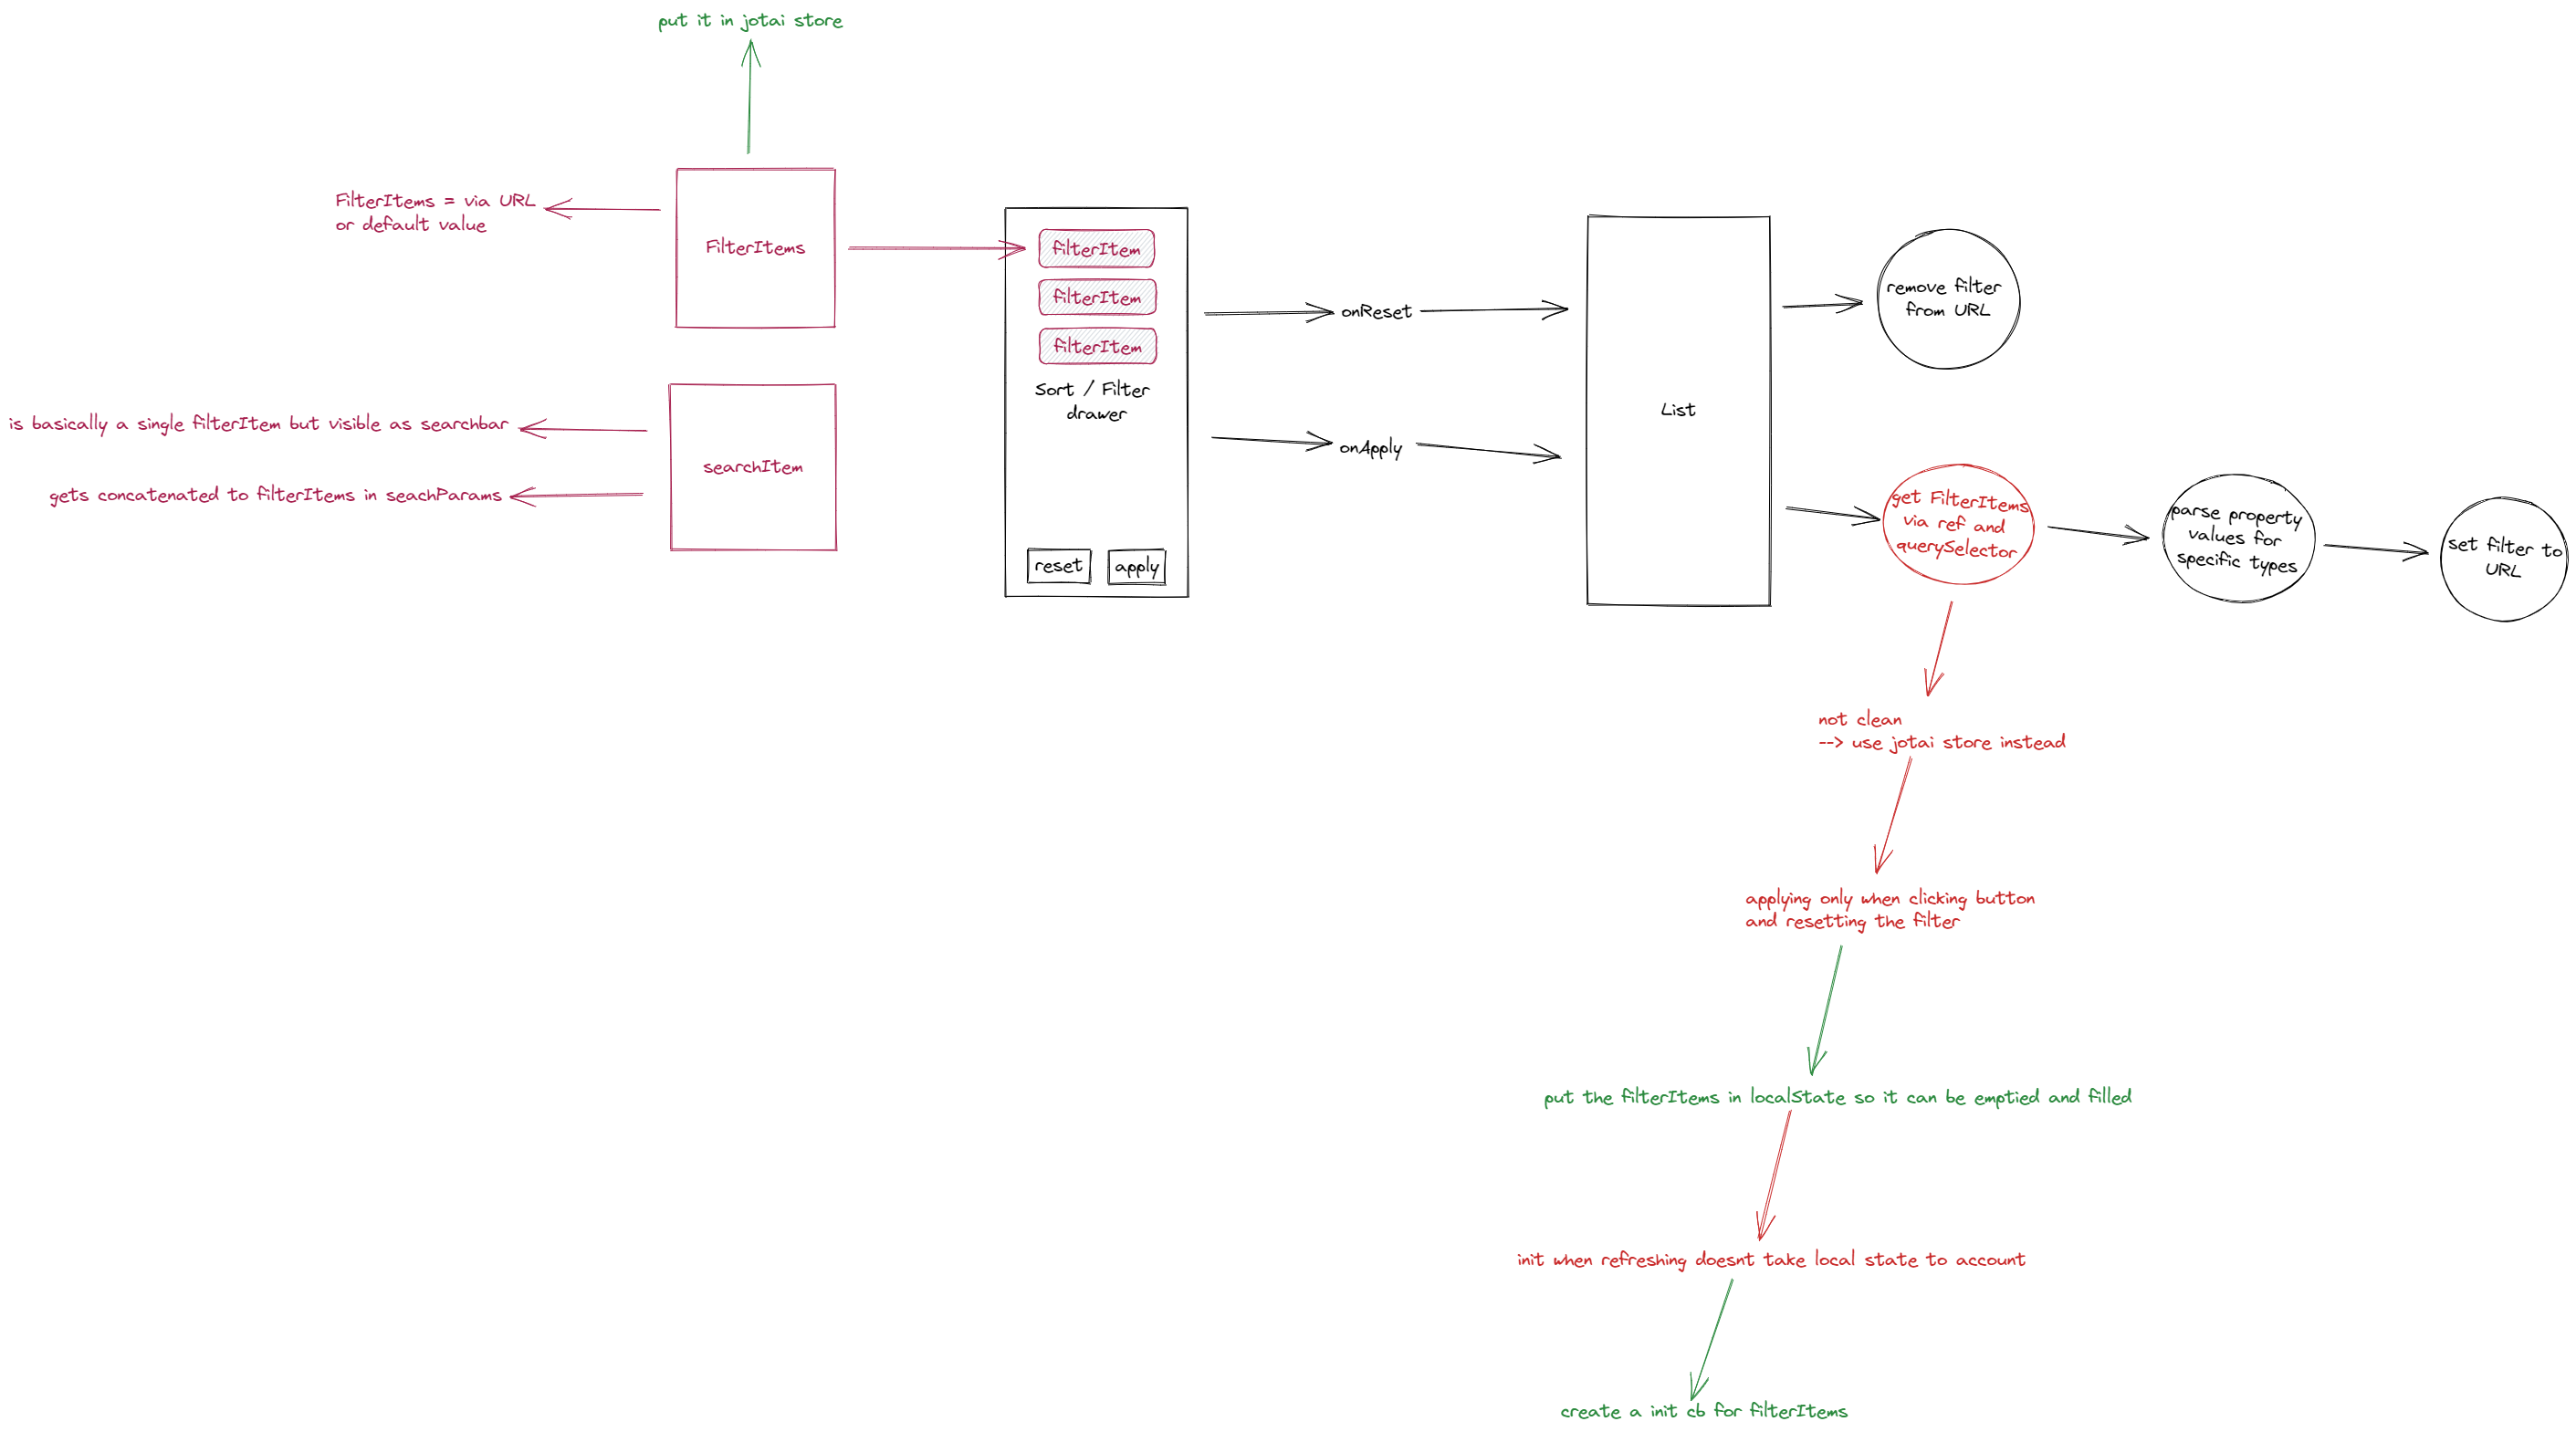 put it in jotai store
FilterItems = via URL
or default value
FilterItems
is basically a single filterItem but visible as searchbar
gets concatenated to filterItems in seachParams
searchItem
filterItem
filterItem
filterItem
Sort / Filter
drawer
reset
apply
onReset
onApply
List
remove filter
from URL
get FilterItems
via ref and
querySelector
parse property
values for
specific types
set filter to
URL
not clean
--> use jotai store instead
applying only when clicking button
and resetting the filter
put the filterItems in localState so it can be emptied and filled
init when refreshing doesnt take local state to account
create a init cb for filterItems